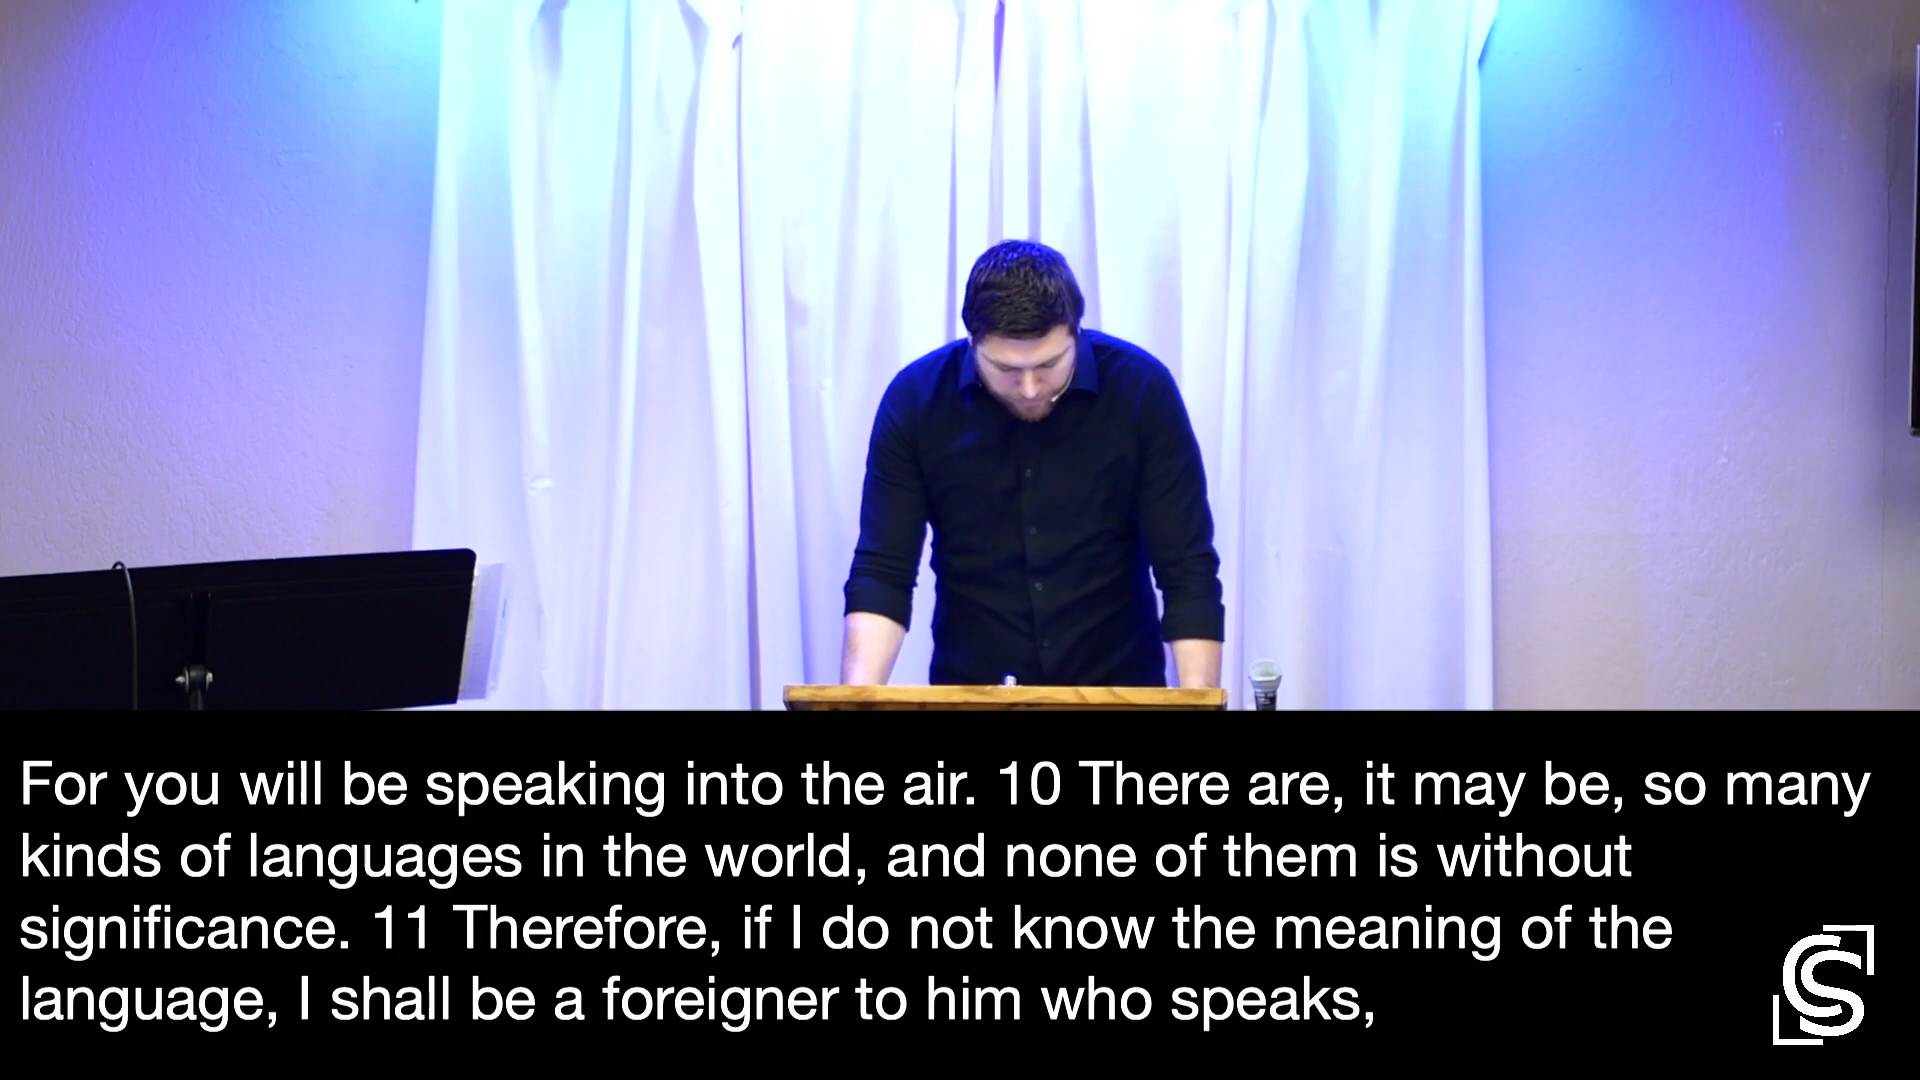 For you will be speaking into the air. 10 There are, it may be, so many
kinds of languages in the world, and none of them is without
significance. 11 Therefore, if I do not know the meaning of the
language, I shall be a foreigner to him who speaks,